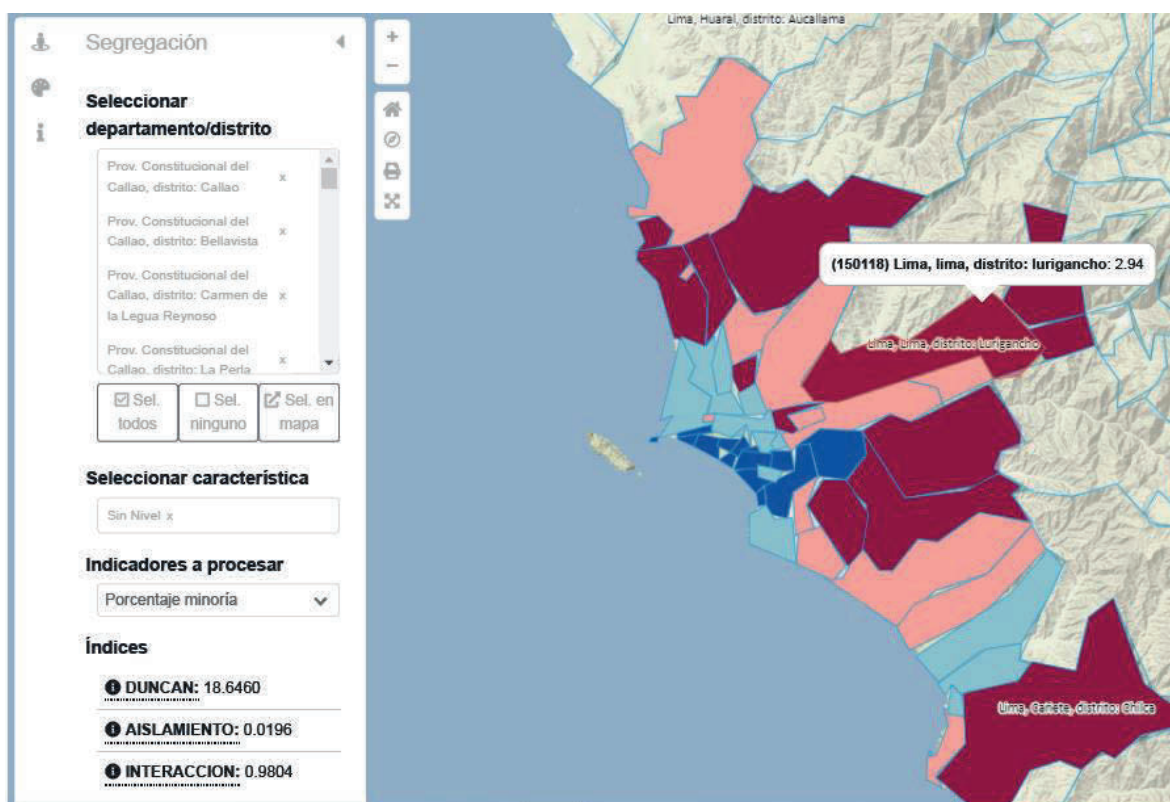 Segregación
Seleccionar
departamento/distrito
Prov. Constitucional del
Callao, distrito: Callao x
Prov. Constitucional del
Callao, distrito: Bellavista x
Prov. Constitucional del
Callao, distrito: Carmen de x
la Legua Reynoso
Prov. Constitucional del
Callao, distrito: La Perla x
Sel. todos
Sel. ninguno
Sel. en mapa
Seleccionar característica
Sin Nivel x
Indicadores a procesar
Porcentaje minoría
Índices
DUNCAN: 18.6460
AISLAMIENTO: 0.0196
INTERACCION: 0.9804
+
−
Lima, Huaral, distrito: Aucallama
(150118) Lima, lima, distrito: lurigancho: 2.94
Lima, Lima, distrito: Lurigancho
Lima, Cañete, distrito: Chilca